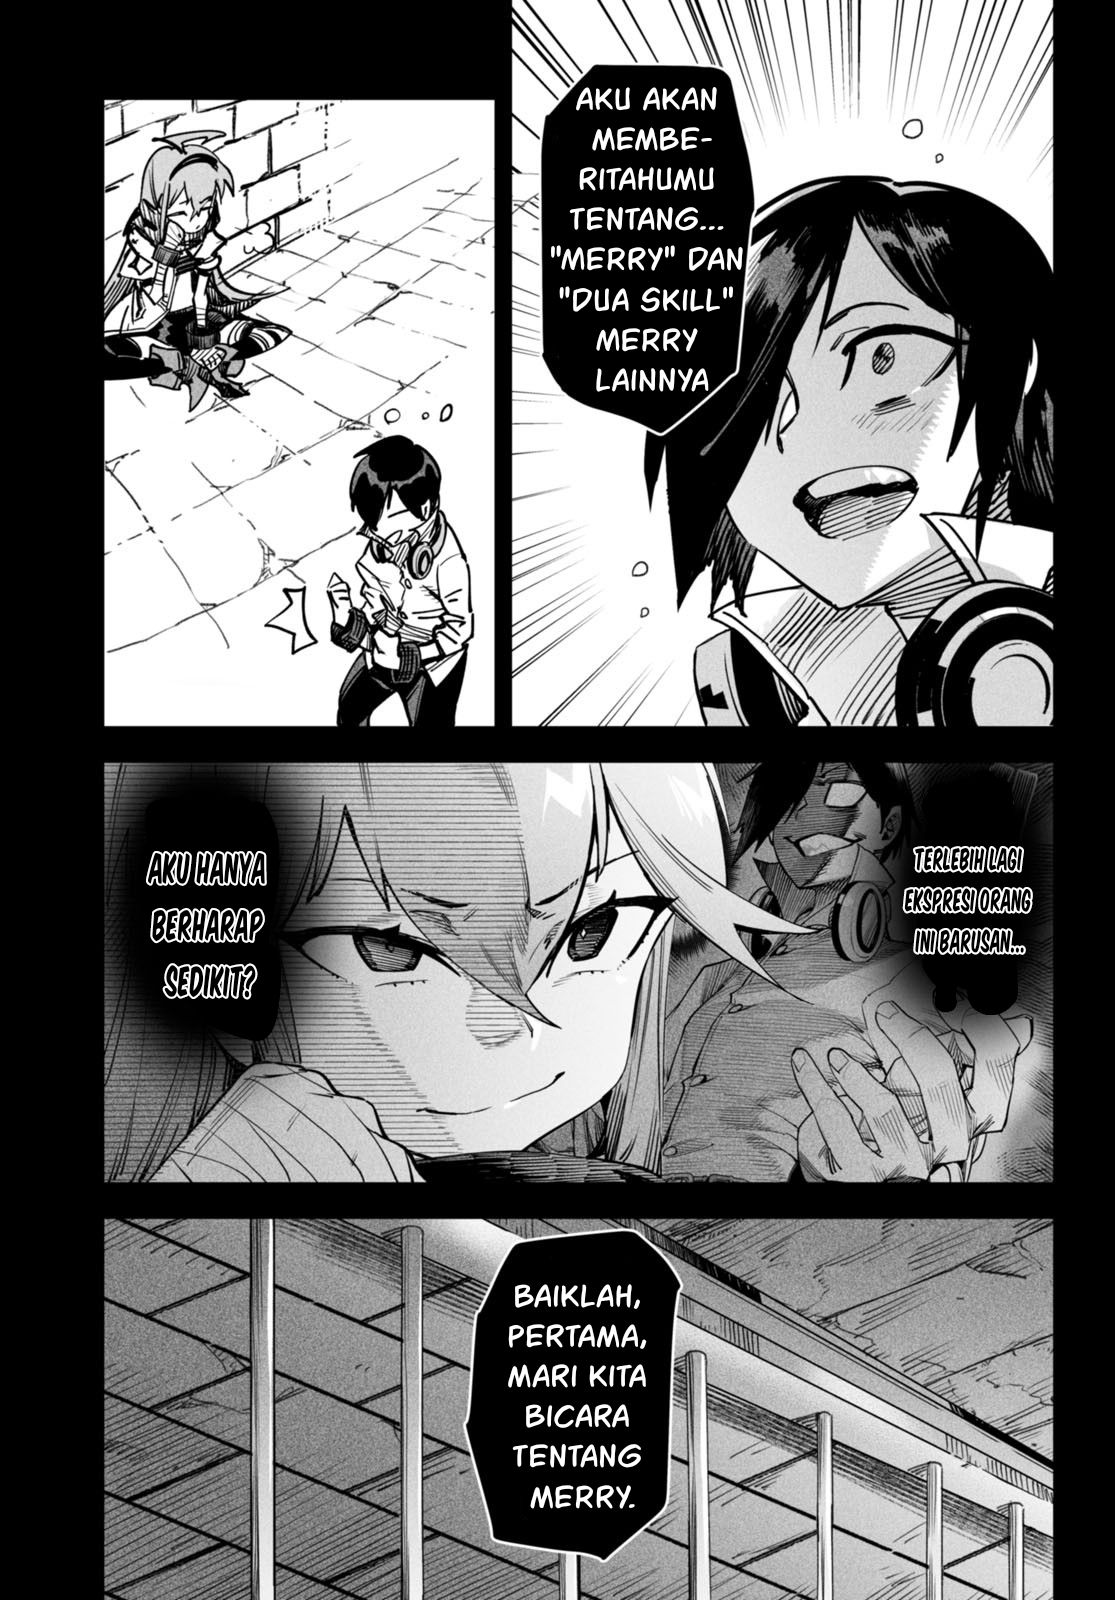 AKU AKAN
MEMBE-
RITAHUMU
TENTANG...
"MERRY" DAN
"DUA SKILL"
MERRY
LAINNYA
TERLEBIH LAGI
EKSPRESI ORANG
INI BARUSAN...
AKU HANYA
BERHARAP
SEDIKIT?
BAIKLAH,
PERTAMA,
MARI KITA
BICARA
TENTANG
MERRY.